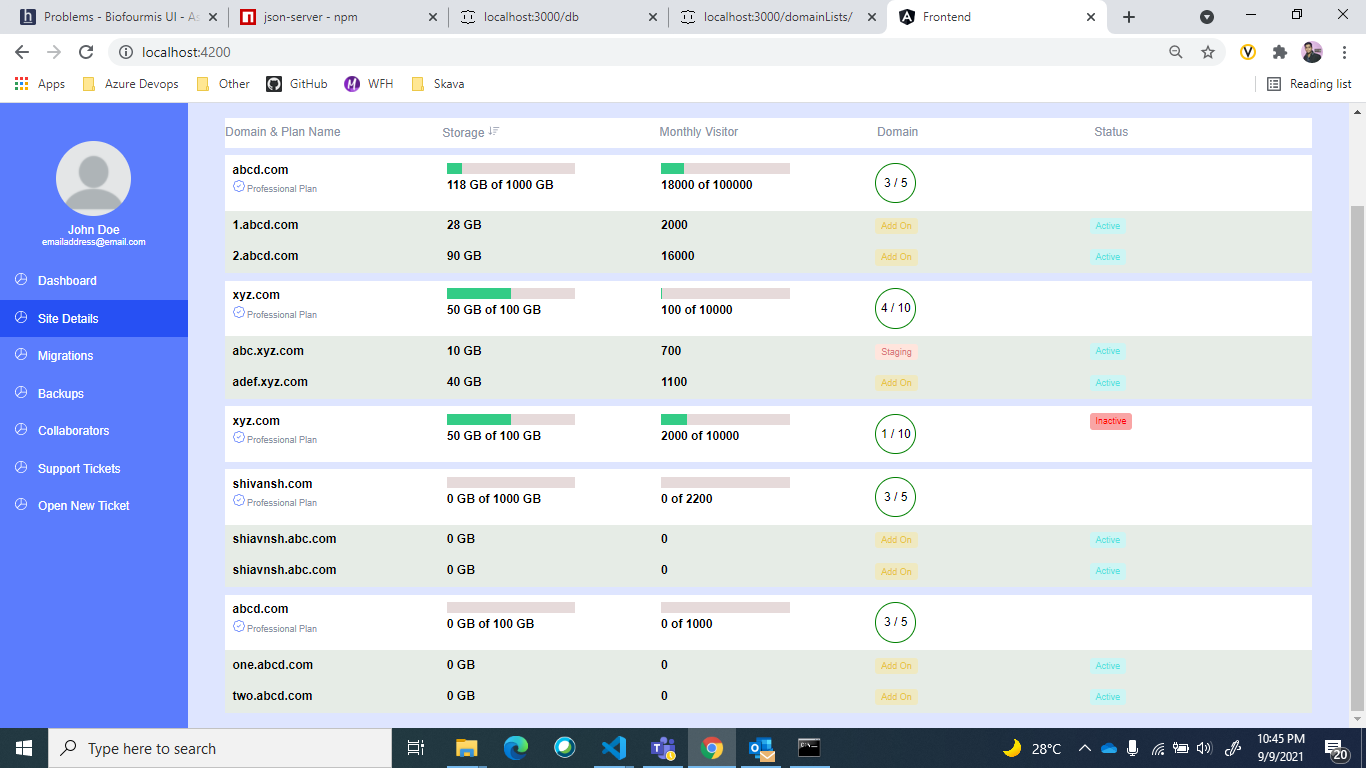 Problems - Biofourmis UI - As
json-server - npm
localhost:3000/db
localhost:3000/domainLists/
Frontend
localhost:4200
Apps
Azure Devops
Other
GitHub
WFH
Skava
Reading list
John Doe
emailaddress@email.com
Dashboard
Site Details
Migrations
Backups
Collaborators
Support Tickets
Open New Ticket
Domain & Plan Name Storage Monthly Visitor Domain Status
abcd.com
Professional Plan
118 GB of 1000 GB
18000 of 100000
3 / 5
1.abcd.com 28 GB 2000 Add On Active
2.abcd.com 90 GB 16000 Add On Active
xyz.com
Professional Plan
50 GB of 100 GB
100 of 10000
4 / 10
abc.xyz.com 10 GB 700 Staging Active
adef.xyz.com 40 GB 1100 Add On Active
xyz.com
Professional Plan
50 GB of 100 GB
2000 of 10000
1 / 10
Inactive
shivansh.com
Professional Plan
0 GB of 1000 GB
0 of 2200
3 / 5
shiavnsh.abc.com 0 GB 0 Add On Active
shiavnsh.abc.com 0 GB 0 Add On Active
abcd.com
Professional Plan
0 GB of 100 GB
0 of 1000
3 / 5
one.abcd.com 0 GB 0 Add On Active
two.abcd.com 0 GB 0 Add On Active
Type here to search
28°C
10:45 PM
9/9/2021
20